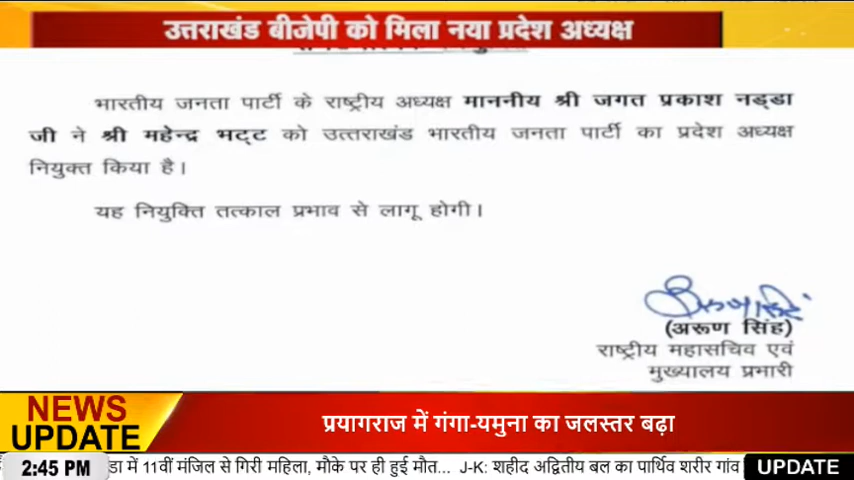 उत्तराखंड बीजेपी को मिला नया प्रदेश अध्यक्ष
भारतीय जनता पार्टी के राष्ट्रीय अध्यक्ष माननीय श्री जगत प्रकाश नड्डा
जी ने श्री महेन्द्र भट्ट को उत्तराखंड भारतीय जनता पार्टी का प्रदेश अध्यक्ष
नियुक्त किया है।
यह नियुक्ति तत्काल प्रभाव से लागू होगी।
(अरूण सिंह)
राष्ट्रीय महासचिव एवं
मुख्यालय प्रभारी
NEWS
UPDATE
प्रयागराज में गंगा-यमुना का जलस्तर बढ़ा
2:45 PM
डा में 11वीं मंजिल से गिरी महिला, मौके पर ही हुई मौत... J-K: शहीद अद्वितीय बल का पार्थिव शरीर गांव
UPDATE